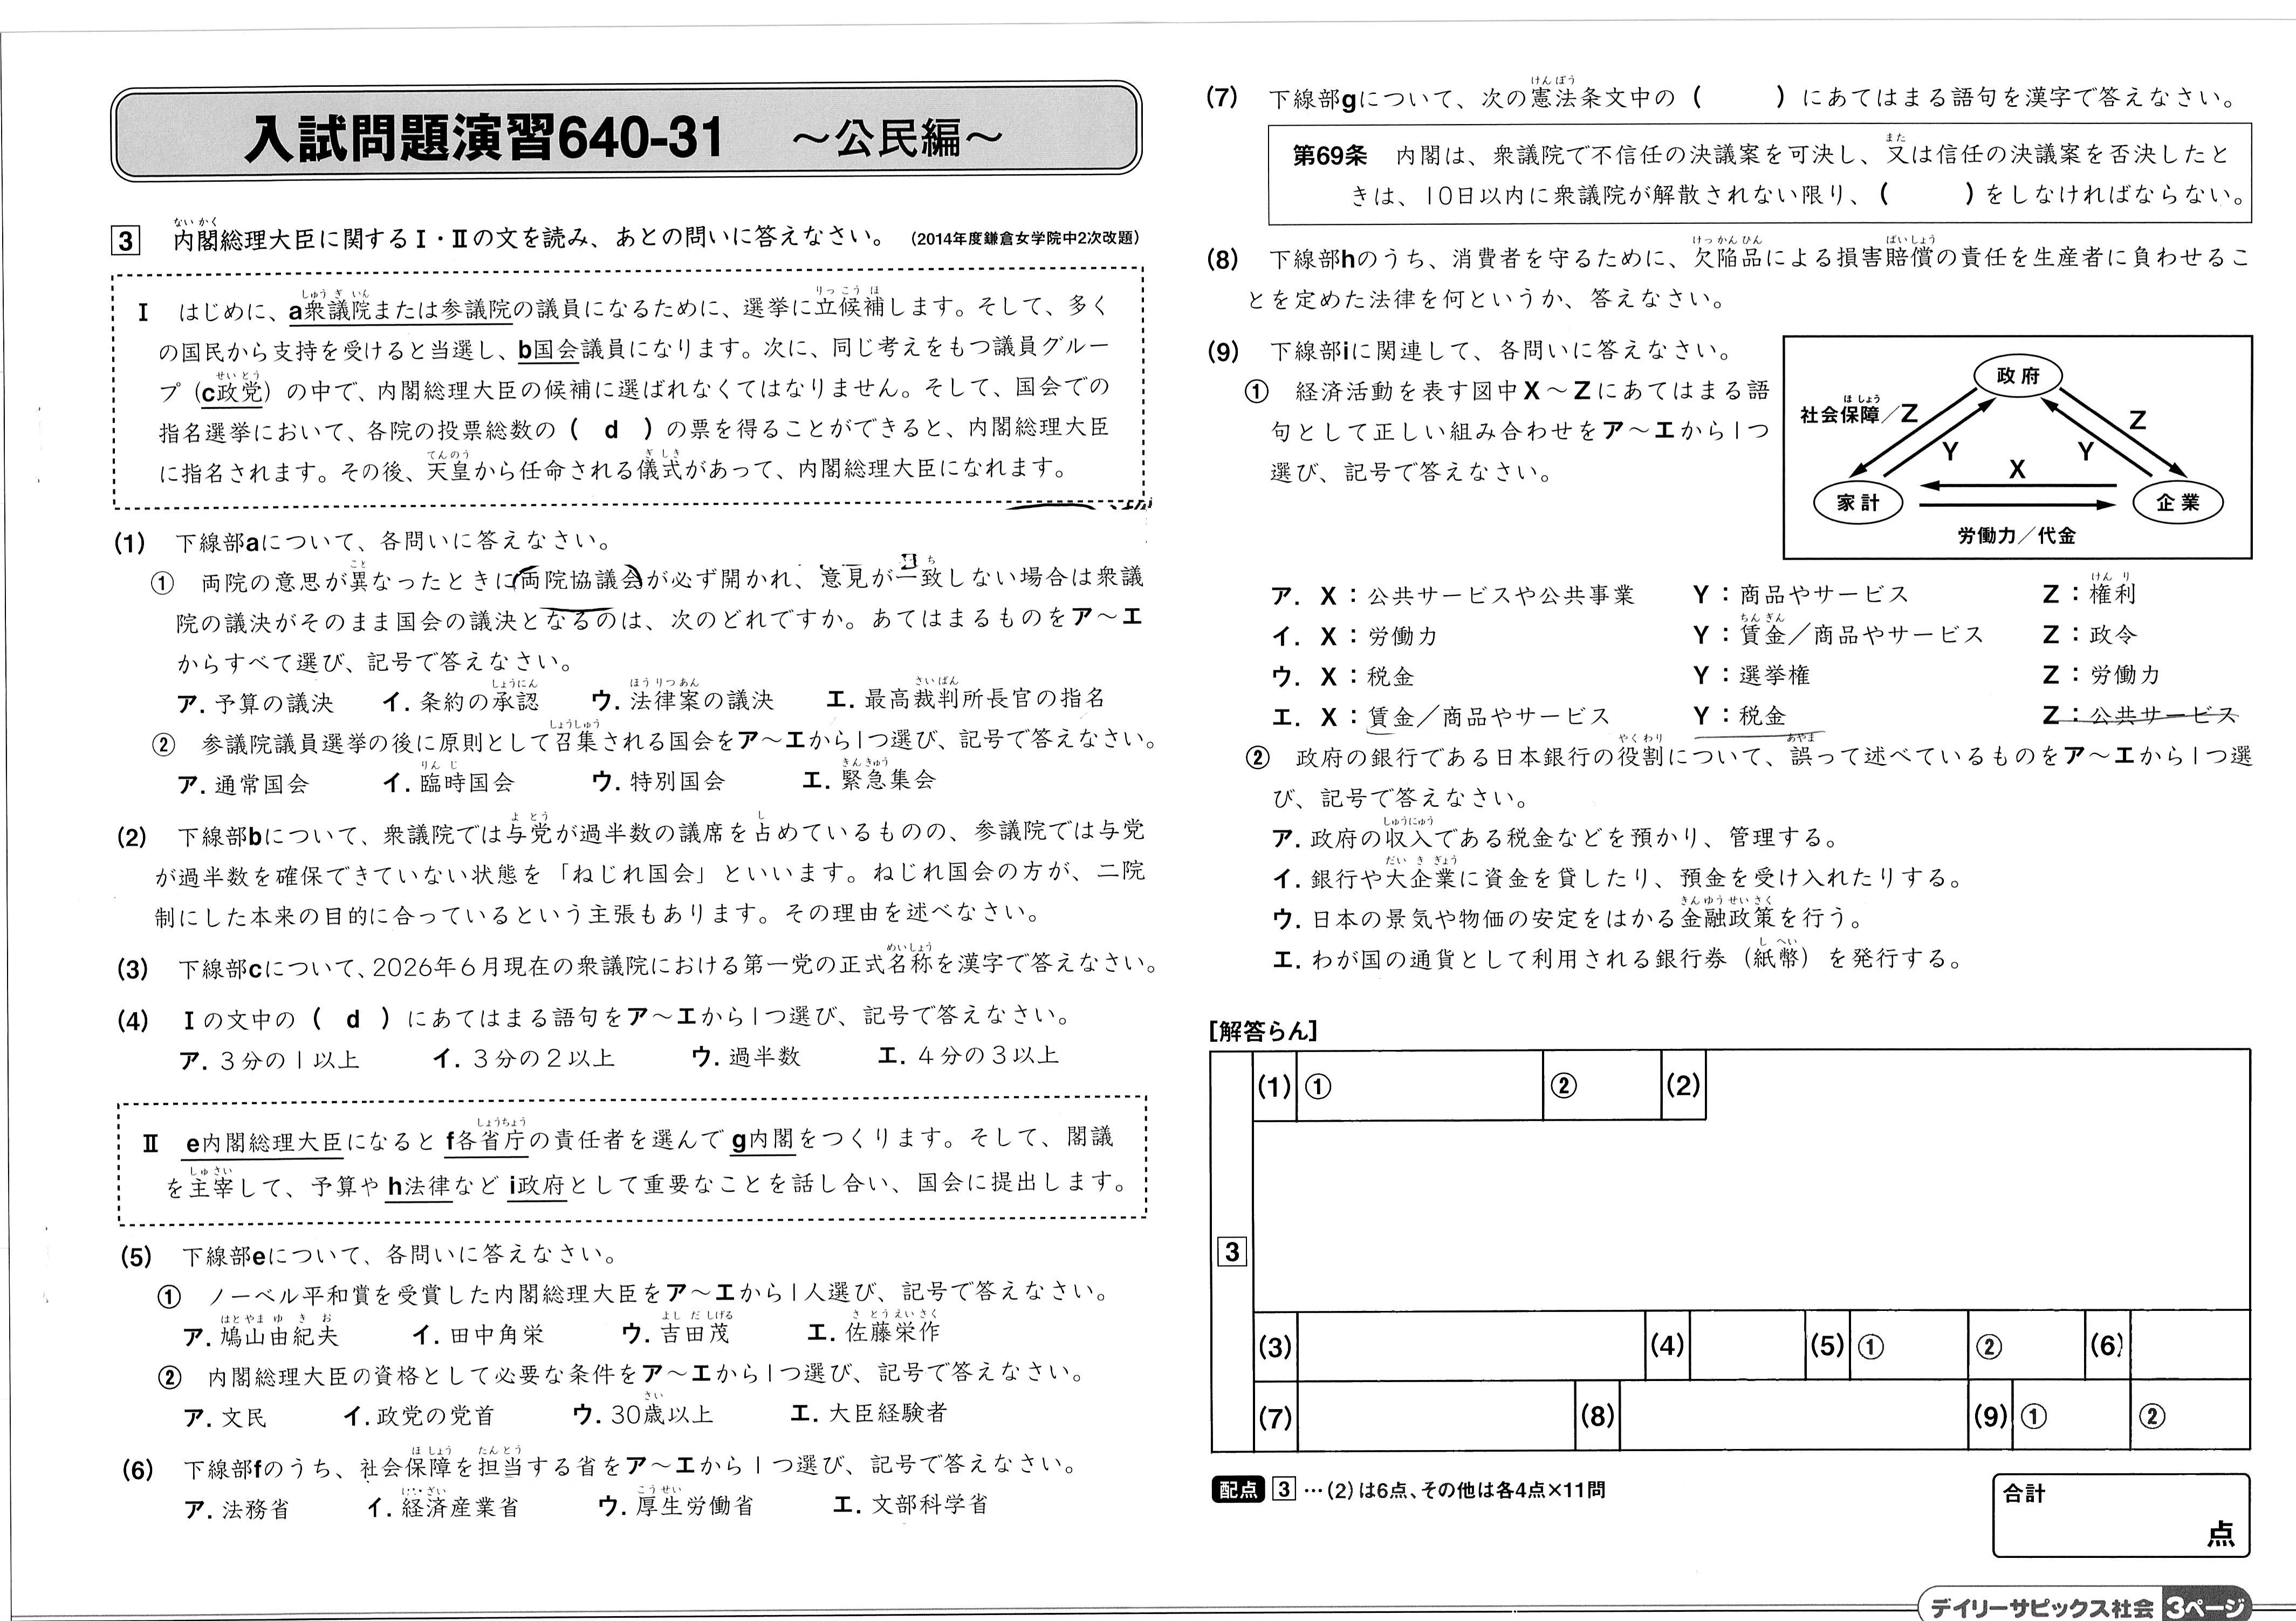 入試問題演習640-31 ～公民編～
3 内閣総理大臣に関するⅠ・Ⅱの文を読み、あとの問いに答えなさい。 (2014年度鎌倉女学院中2次改題)
Ⅰ はじめに、a衆議院または参議院の議員になるために、選挙に立候補します。そして、多く
の国民から支持を受けると当選し、b国会議員になります。次に、同じ考えをもつ議員グルー
プ（c政党）の中で、内閣総理大臣の候補に選ばれなくてはなりません。そして、国会での
指名選挙において、各院の投票総数の（ d ）の票を得ることができると、内閣総理大臣
に指名されます。その後、天皇から任命される儀式があって、内閣総理大臣になれます。
(1) 下線部aについて、各問いに答えなさい。
① 両院の意思が異なったときに両院協議会が必ず開かれ、意見が一致しない場合は衆議
院の議決がそのまま国会の議決となるのは、次のどれですか。あてはまるものをア～エ
からすべて選び、記号で答えなさい。
ア. 予算の議決 イ. 条約の承認 ウ. 法律案の議決 エ. 最高裁判所長官の指名
② 参議院議員選挙の後に原則として召集される国会をア～エから1つ選び、記号で答えなさい。
ア. 通常国会 イ. 臨時国会 ウ. 特別国会 エ. 緊急集会
(2) 下線部bについて、衆議院では与党が過半数の議席を占めているものの、参議院では与党
が過半数を確保できていない状態を「ねじれ国会」といいます。ねじれ国会の方が、二院
制にした本来の目的に合っているという主張もあります。その理由を述べなさい。
(3) 下線部cについて、2026年6月現在の衆議院における第一党の正式名称を漢字で答えなさい。
(4) Ⅰの文中の（ d ）にあてはまる語句をア～エから1つ選び、記号で答えなさい。
ア. 3分の1以上 イ. 3分の2以上 ウ. 過半数 エ. 4分の3以上
Ⅱ e内閣総理大臣になるとf各省庁の責任者を選んでg内閣をつくります。そして、閣議
を主宰して、予算やh法律などi政府として重要なことを話し合い、国会に提出します。
(5) 下線部eについて、各問いに答えなさい。
① ノーベル平和賞を受賞した内閣総理大臣をア～エから1人選び、記号で答えなさい。
ア. 鳩山由紀夫 イ. 田中角栄 ウ. 吉田茂 エ. 佐藤栄作
② 内閣総理大臣の資格として必要な条件をア～エから1つ選び、記号で答えなさい。
ア. 文民 イ. 政党の党首 ウ. 30歳以上 エ. 大臣経験者
(6) 下線部fのうち、社会保障を担当する省をア～エから1つ選び、記号で答えなさい。
ア. 法務省 イ. 経済産業省 ウ. 厚生労働省 エ. 文部科学省
(7) 下線部gについて、次の憲法条文中の（ ）にあてはまる語句を漢字で答えなさい。
第69条 内閣は、衆議院で不信任の決議案を可決し、又は信任の決議案を否決したと
きは、10日以内に衆議院が解散されない限り、（ ）をしなければならない。
(8) 下線部hのうち、消費者を守るために、欠陥品による損害賠償の責任を生産者に負わせるこ
とを定めた法律を何というか、答えなさい。
(9) 下線部iに関連して、各問いに答えなさい。
① 経済活動を表す図中X～Zにあてはまる語
句として正しい組み合わせをア～エから1つ
選び、記号で答えなさい。
政府
社会保障／Z
Z
Y
Y
X
家計
企業
労働力／代金
ア. X：公共サービスや公共事業 Y：商品やサービス Z：権利
イ. X：労働力 Y：賃金／商品やサービス Z：政令
ウ. X：税金 Y：選挙権 Z：労働力
エ. X：賃金／商品やサービス Y：税金 Z：公共サービス
② 政府の銀行である日本銀行の役割について、誤って述べているものをア～エから1つ選
び、記号で答えなさい。
ア. 政府の収入である税金などを預かり、管理する。
イ. 銀行や大企業に資金を貸したり、預金を受け入れたりする。
ウ. 日本の景気や物価の安定をはかる金融政策を行う。
エ. わが国の通貨として利用される銀行券（紙幣）を発行する。
[解答らん]
(1) ① ② (2)
3
(3) (4) (5) ① ② (6)
(7) (8) (9) ① ②
配点 3 …(2)は6点、その他は各4点×11問
合計
点
デイリーサピックス社会 3ページ